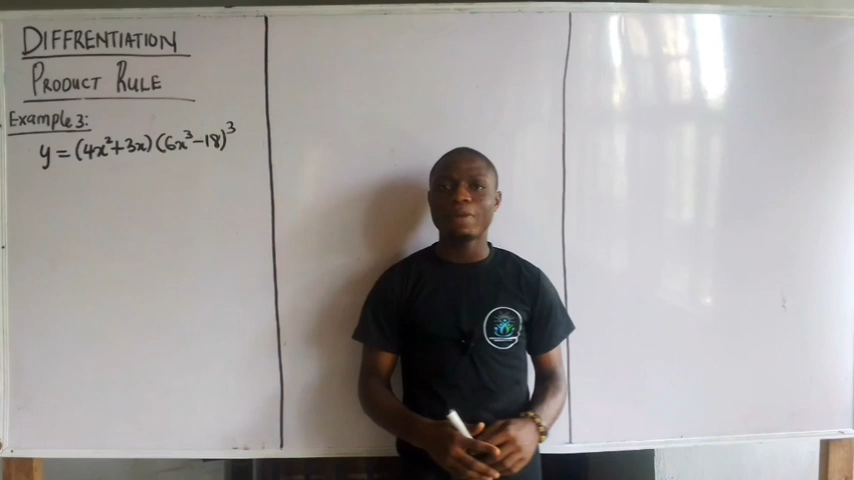 DIFFRENTIATION
PRODUCT RULE
Example 3:
y = (4x²+3x)(6x³-18)³